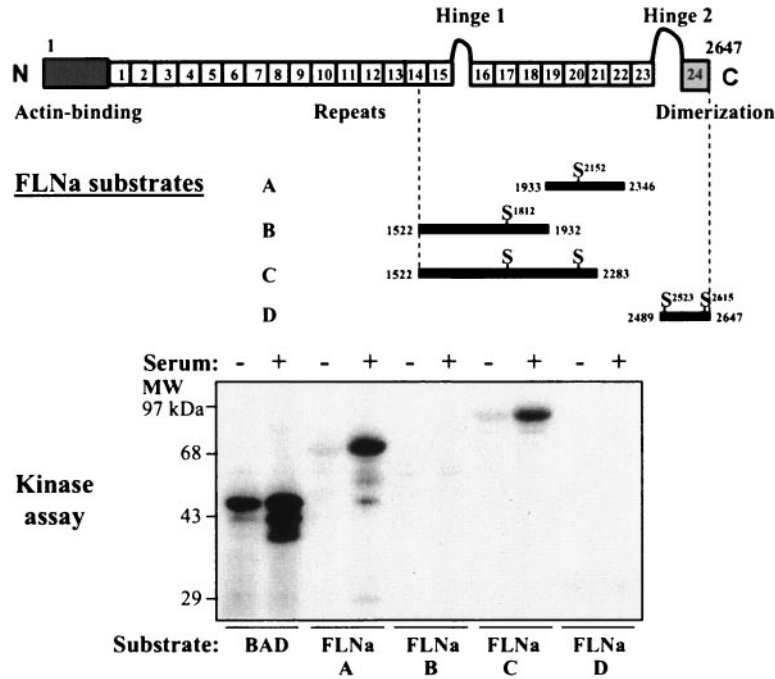 Hinge 1 Hinge 2
1 2647
N 1 2 3 4 5 6 7 8 9 10 11 12 13 14 15 16 17 18 19 20 21 22 23 24 C
Actin-binding Repeats Dimerization
FLNa substrates
A 1933 S2152 2346
B 1522 S1812 1932
C 1522 S S 2283
D 2489 S2523 S2615 2647
Serum: - + - + - + - + - +
MW
97 kDa
68
43
29
Kinase
assay
Substrate: BAD FLNa FLNa FLNa FLNa
A B C D